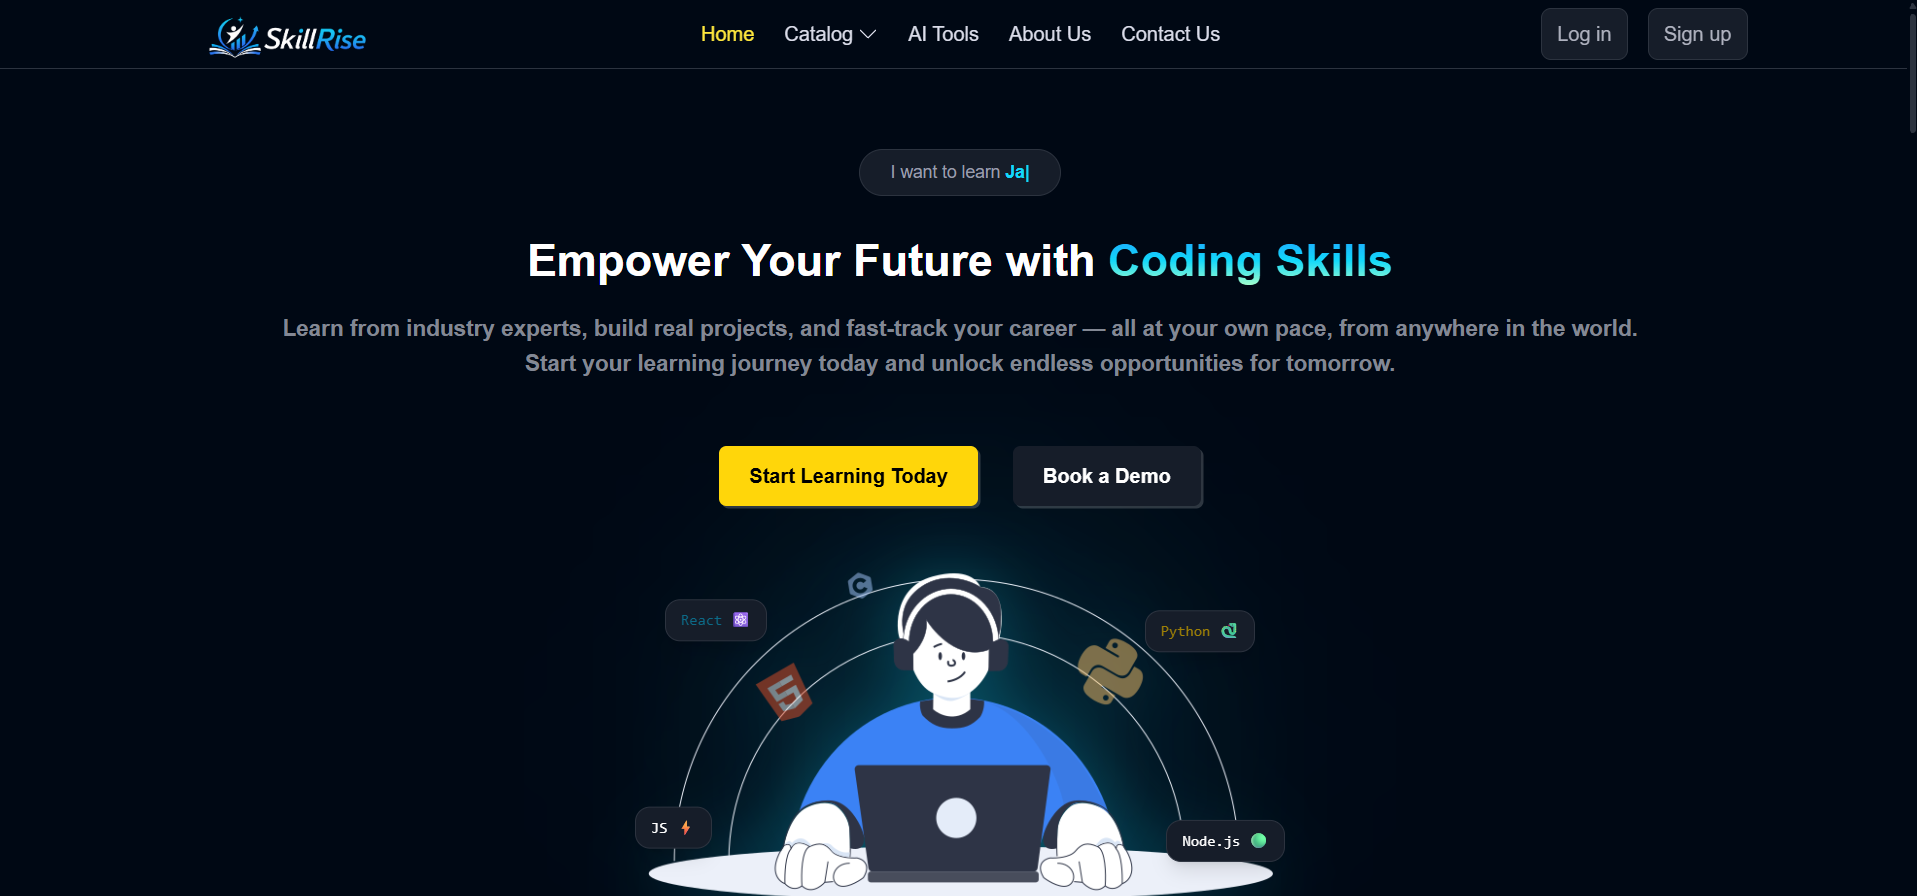 SkillRise
Home
Catalog
AI Tools
About Us
Contact Us
Log in
Sign up
I want to learn Ja|
Empower Your Future with Coding Skills
Learn from industry experts, build real projects, and fast-track your career — all at your own pace, from anywhere in the world.
Start your learning journey today and unlock endless opportunities for tomorrow.
Start Learning Today
Book a Demo
C
React
Python
5
JS
Node.js